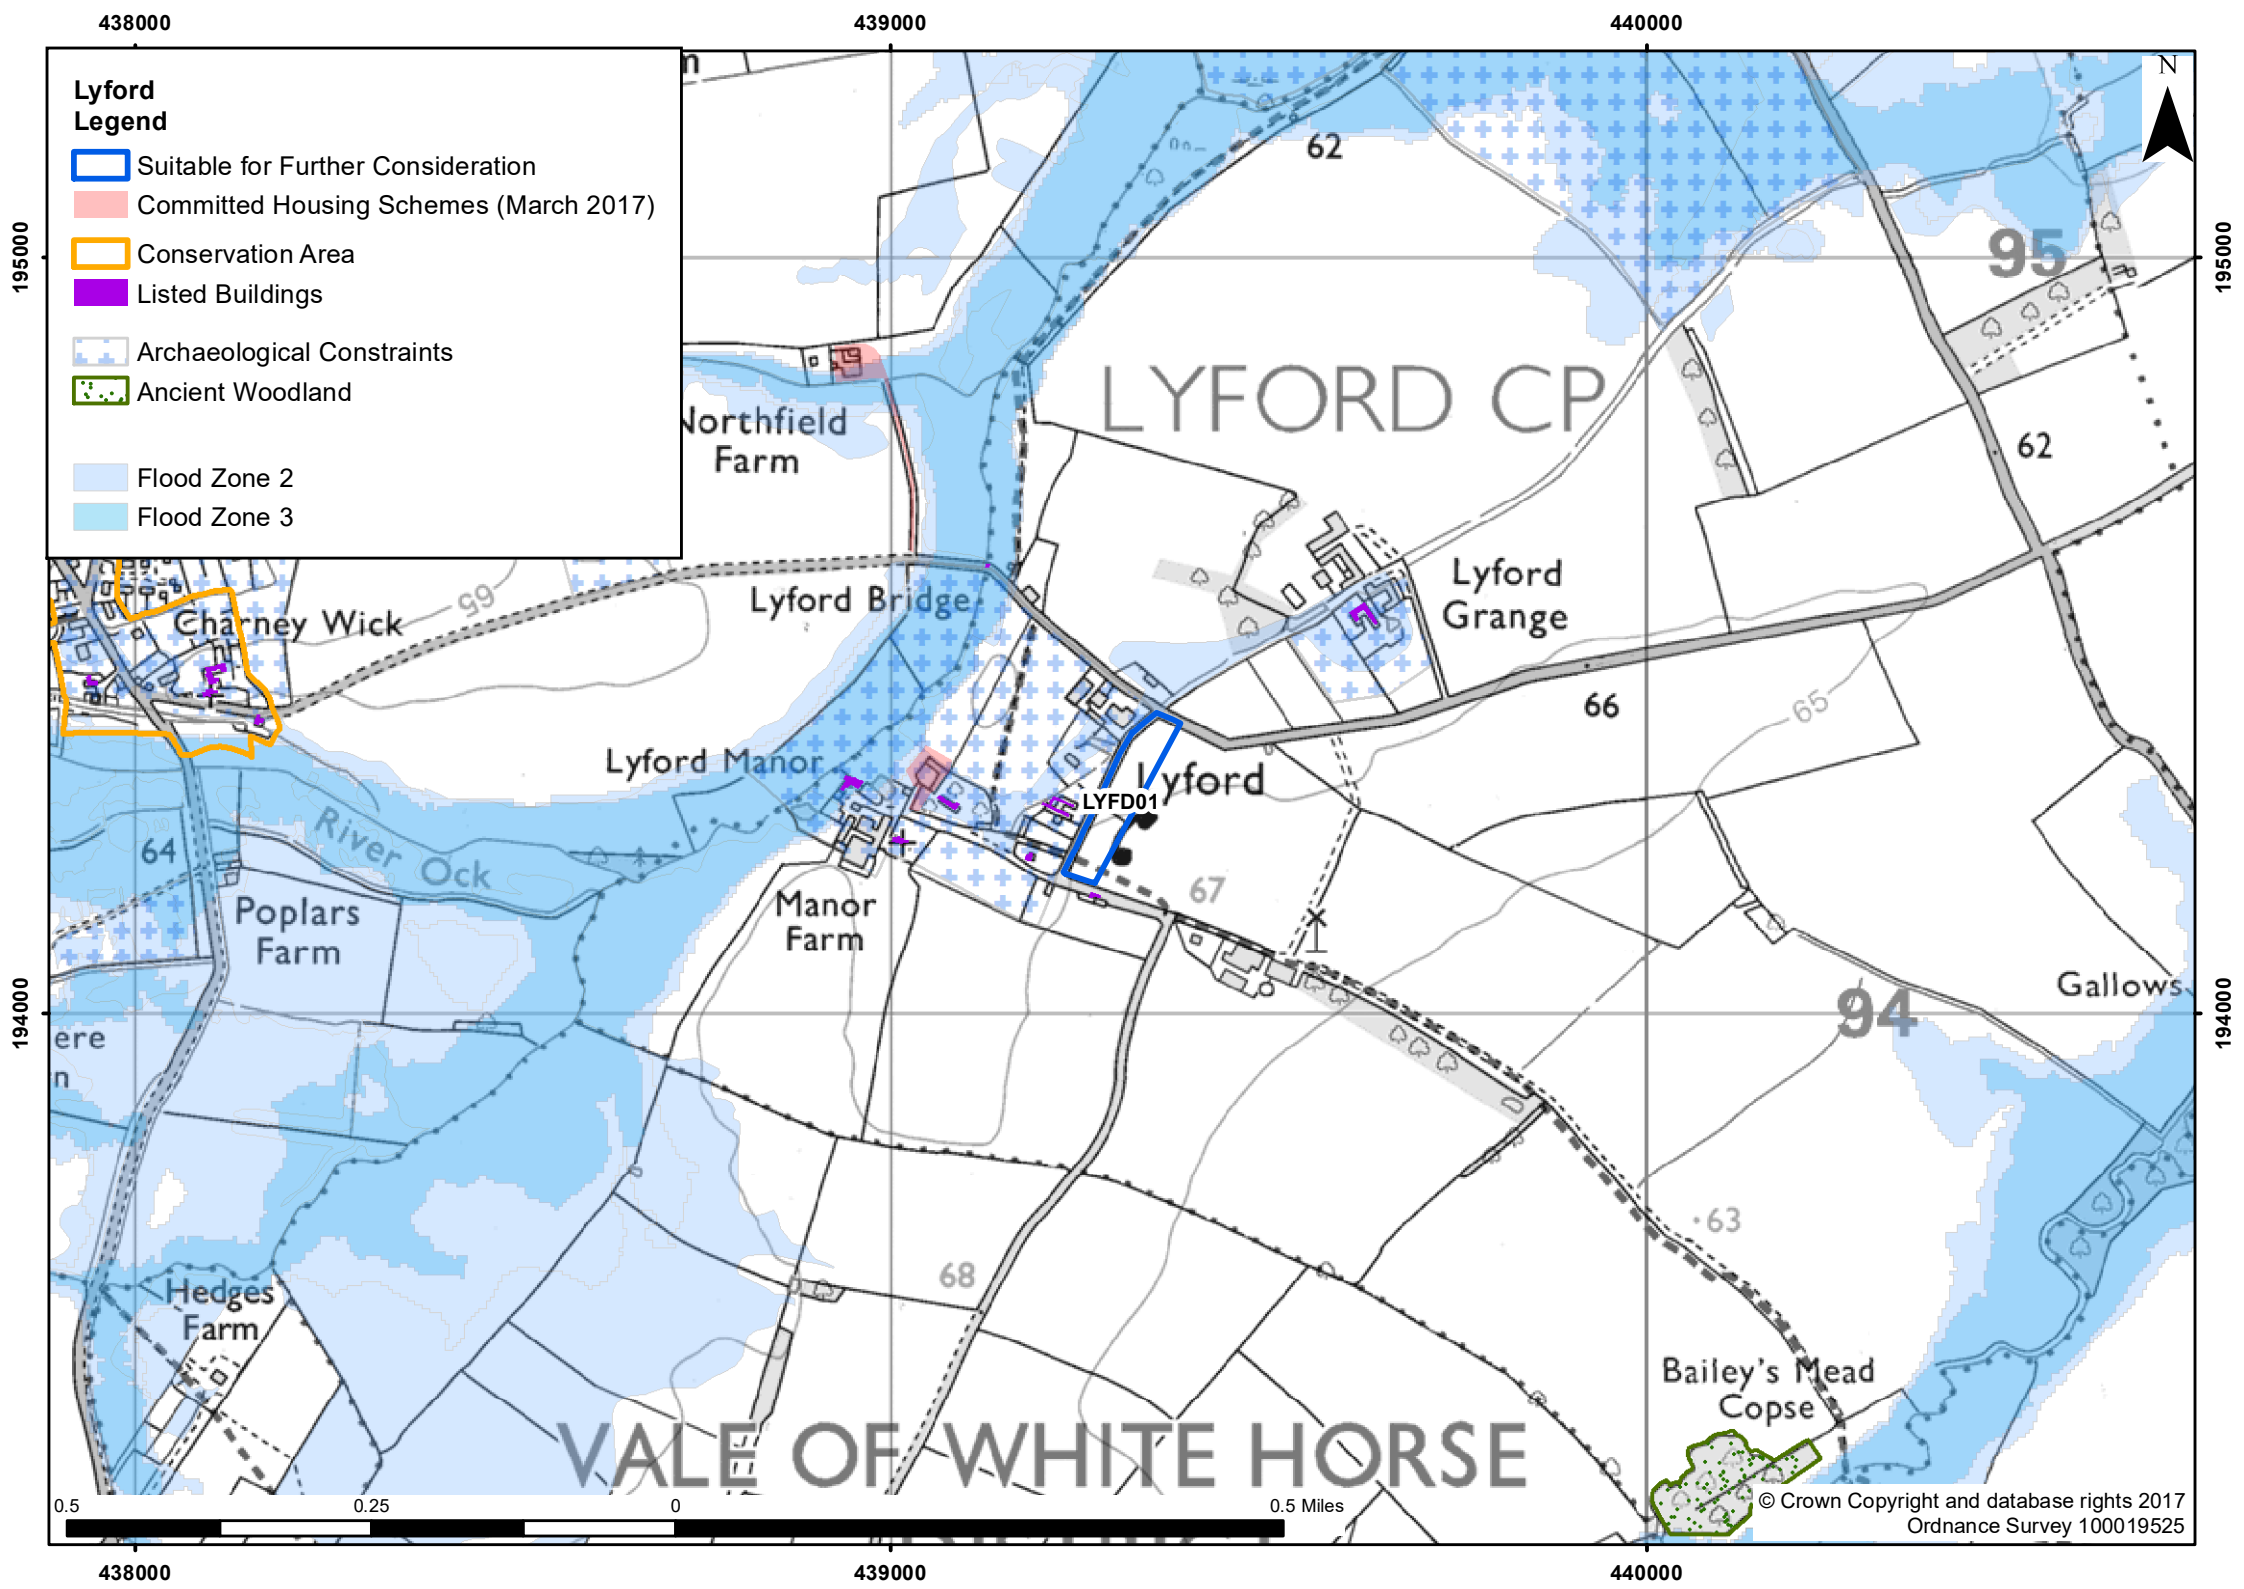 438000
439000
440000
N
Lyford
Legend
Suitable for Further Consideration
Committed Housing Schemes (March 2017)
Conservation Area
Listed Buildings
Archaeological Constraints
Ancient Woodland
Flood Zone 2
Flood Zone 3
m
62
195000
95
195000
LYFORD CP
Northfield
Farm
62
Lyford
Grange
Lyford Bridge
65
Charney Wick
66
65
Lyford Manor
Lyford
LYFD01
River Ock
64
67
Poplars
Farm
Manor
Farm
Gallows
194000
94
194000
ere
n
63
68
Hedges
Farm
Bailey's Mead
Copse
VALE OF WHITE HORSE
0.5
0.25
0
0.5 Miles
© Crown Copyright and database rights 2017
Ordnance Survey 100019525
438000
439000
440000